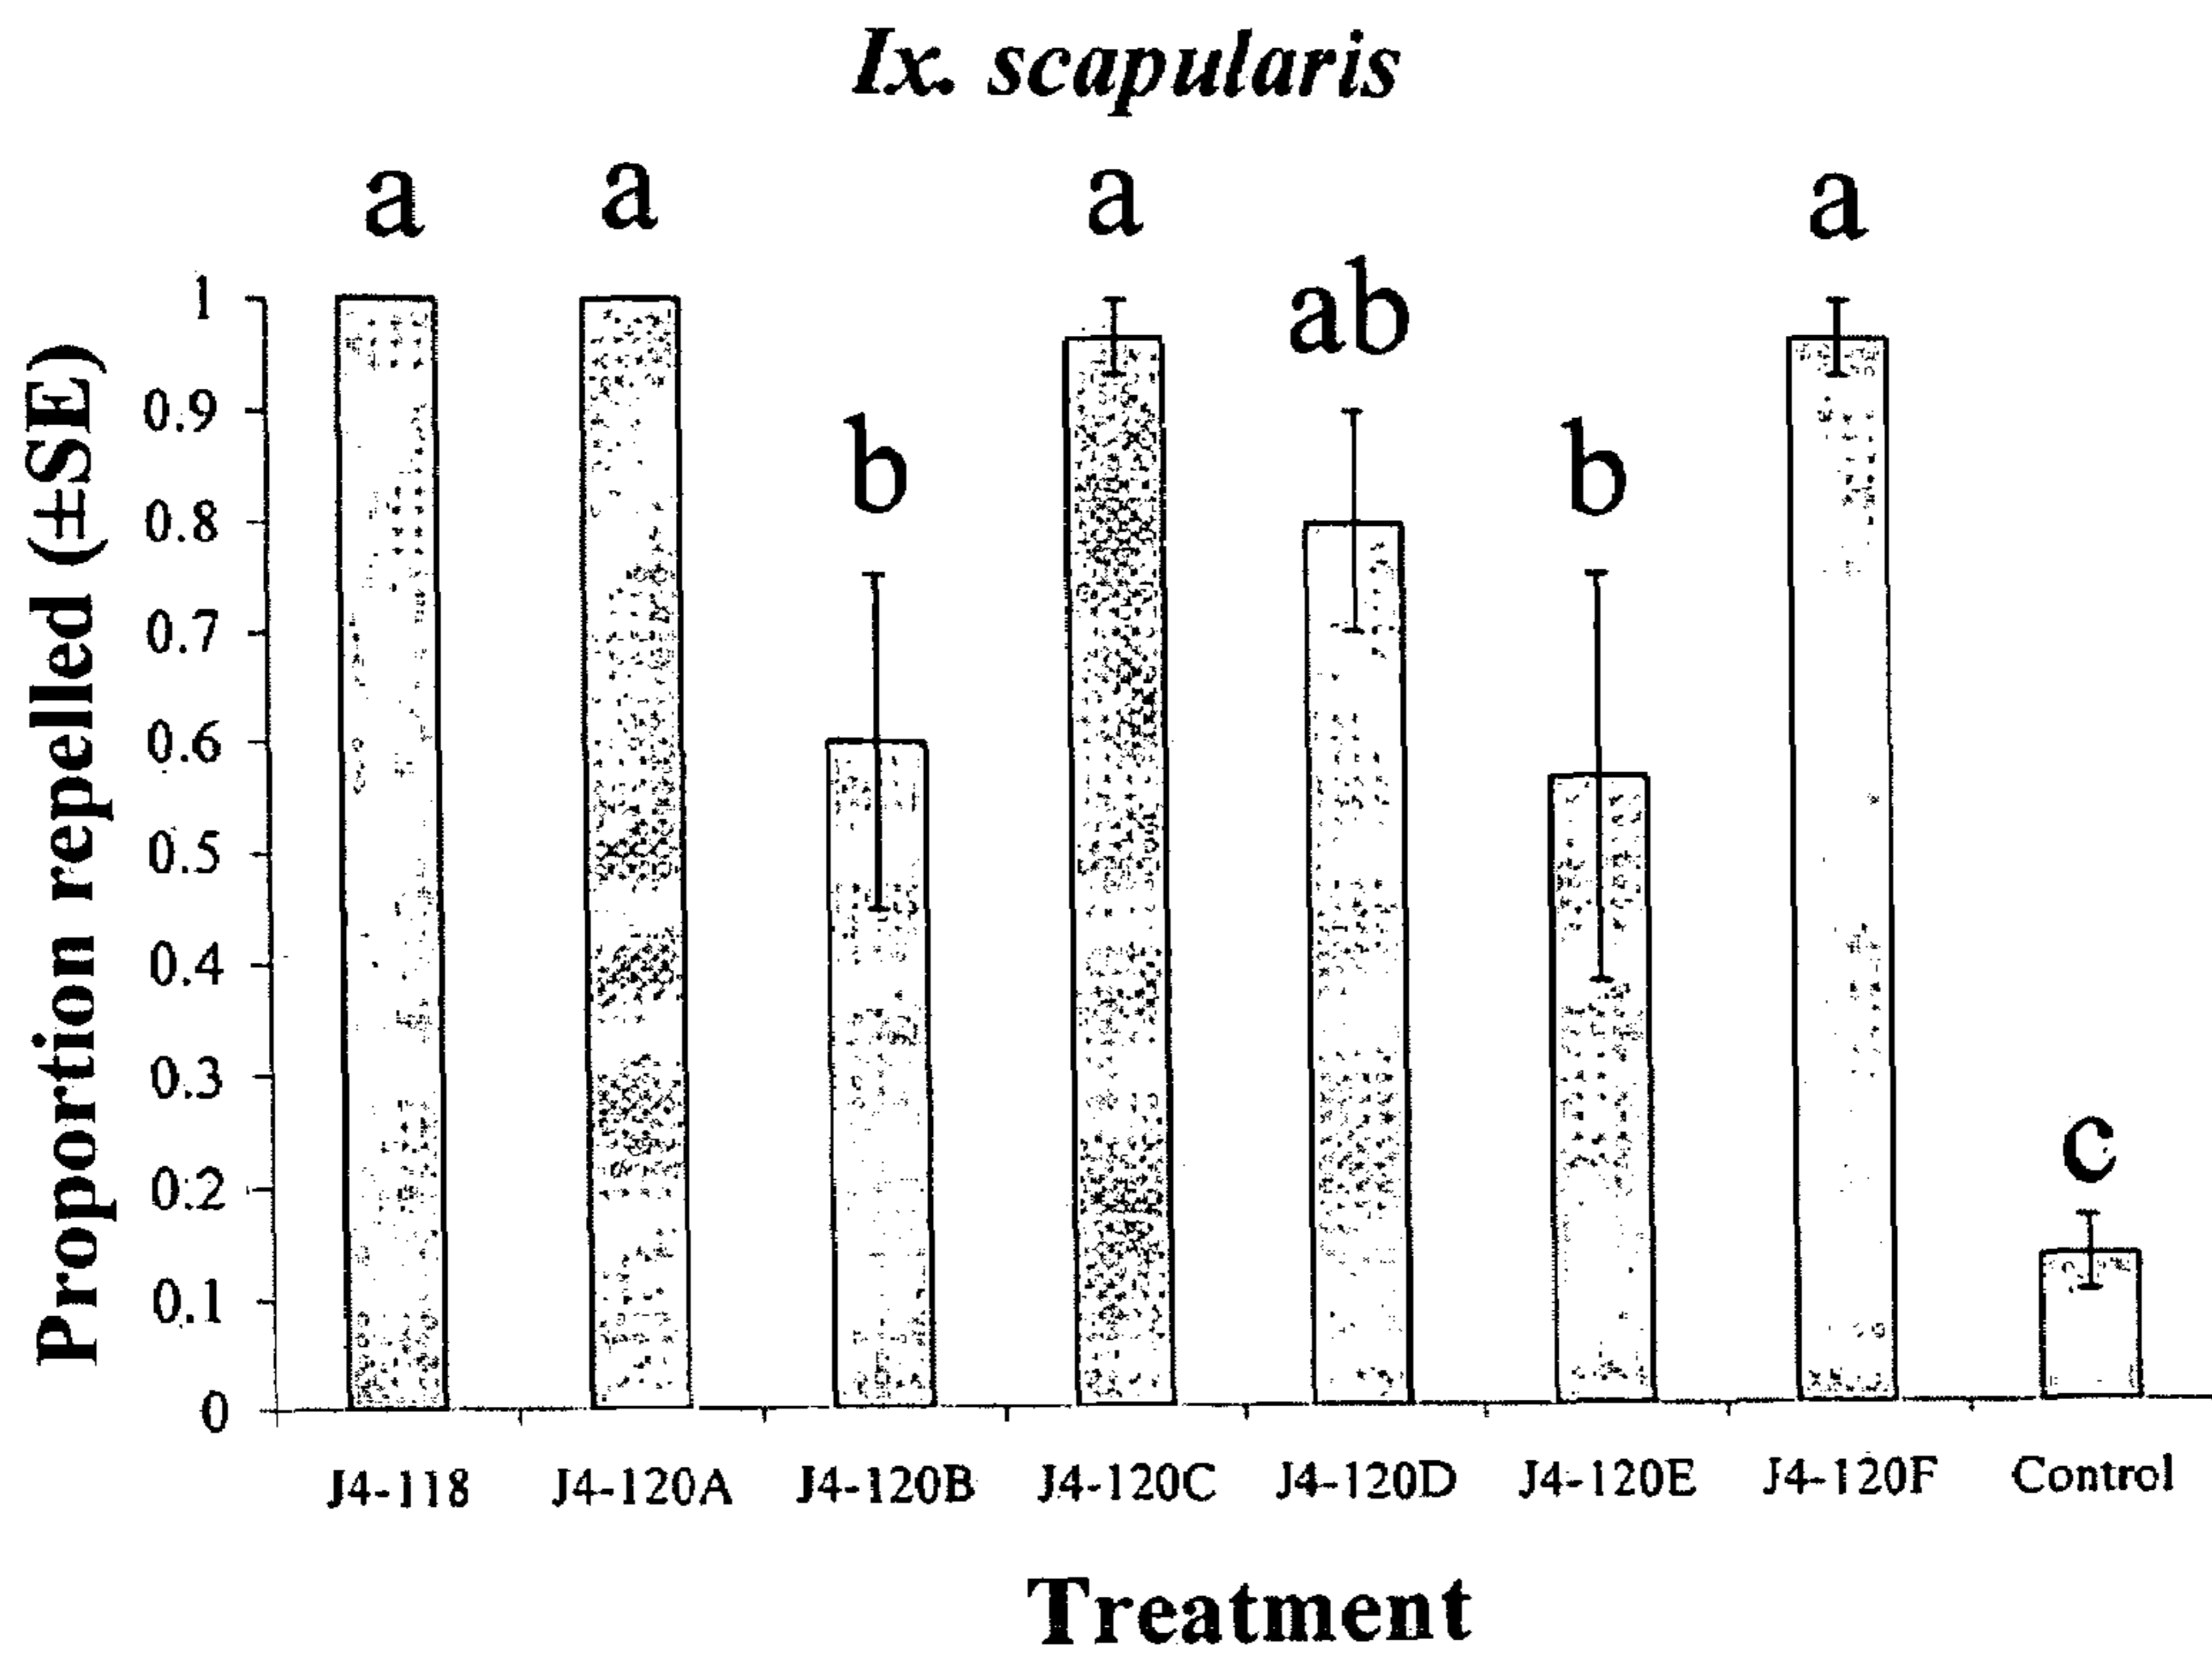 Ix. scapularis
a a a a
ab
b b
c
Proportion repelled (±SE)
1
0.9
0.8
0.7
0.6
0.5
0.4
0.3
0.2
0.1
0
J4-118 J4-120A J4-120B J4-120C J4-120D J4-120E J4-120F Control
Treatment